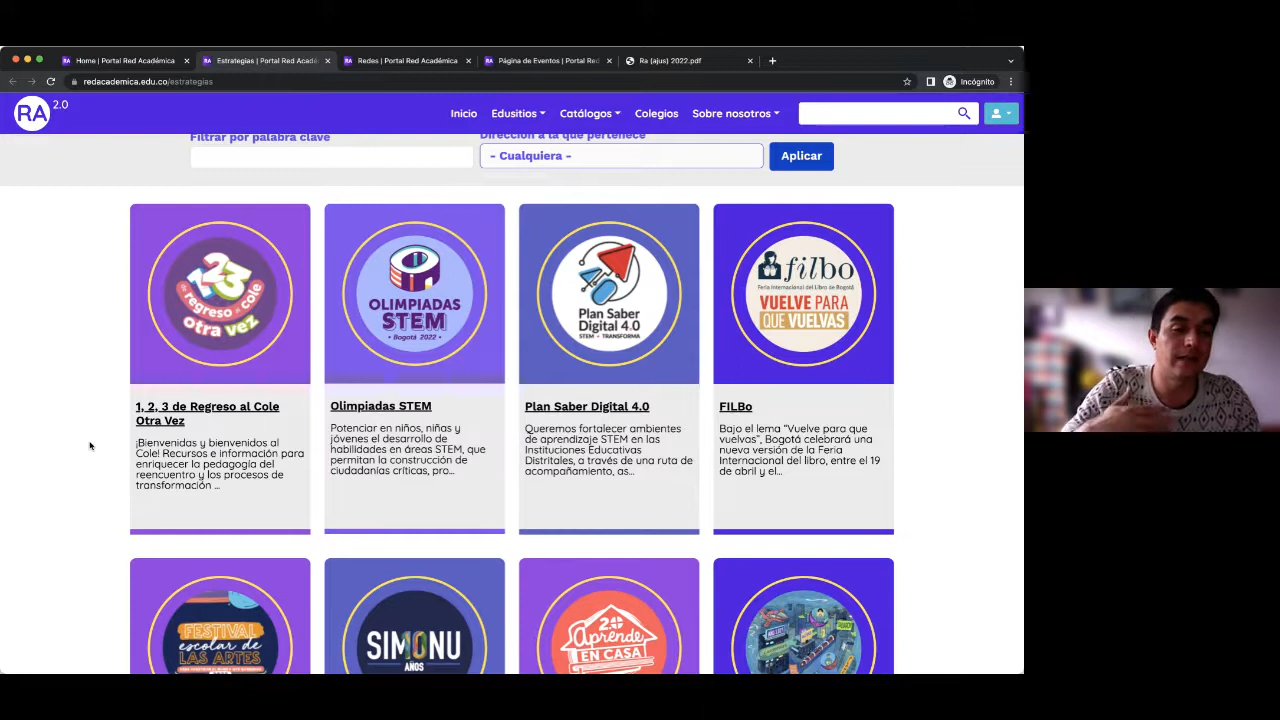 Home | Portal Red Académica
Estrategias | Portal Red Acadé
Redes | Portal Red Académica
Página de Eventos | Portal Red
Ra (ajus) 2022.pdf
redacademica.edu.co/estrategias
Incógnito
RA 2.0
Inicio
Edusitios
Catálogos
Colegios
Sobre nosotros
Filtrar por palabra clave
Dirección a la que pertenece
- Cualquiera -
Aplicar
123
de regreso al cole
otra vez
OLIMPIADAS
STEM
• Bogotá 2022 •
Plan Saber
Digital 4.0
STEM + TRANSFORMA
filbo
Feria Internacional del Libro de Bogotá
VUELVE PARA
QUE VUELVAS
1, 2, 3 de Regreso al Cole
Otra Vez
¡Bienvenidas y bienvenidos al
Cole! Recursos e información para
enriquecer la pedagogía del
reencuentro y los procesos de
transformación ...
Olimpiadas STEM
Potenciar en niños, niñas y
jóvenes el desarrollo de
habilidades en áreas STEM, que
permitan la construcción de
ciudadanías críticas, pro...
Plan Saber Digital 4.0
Queremos fortalecer ambientes
de aprendizaje STEM en las
Instituciones Educativas
Distritales, a través de una ruta de
acompañamiento, as...
FILBo
Bajo el lema “Vuelve para que
vuelvas”, Bogotá celebrará una
nueva versión de la Feria
Internacional del libro, entre el 19
de abril y el...
FESTIVAL
escolar de
LAS ARTES
SIMONU
AÑOS
2.0
Aprende
EN CASA